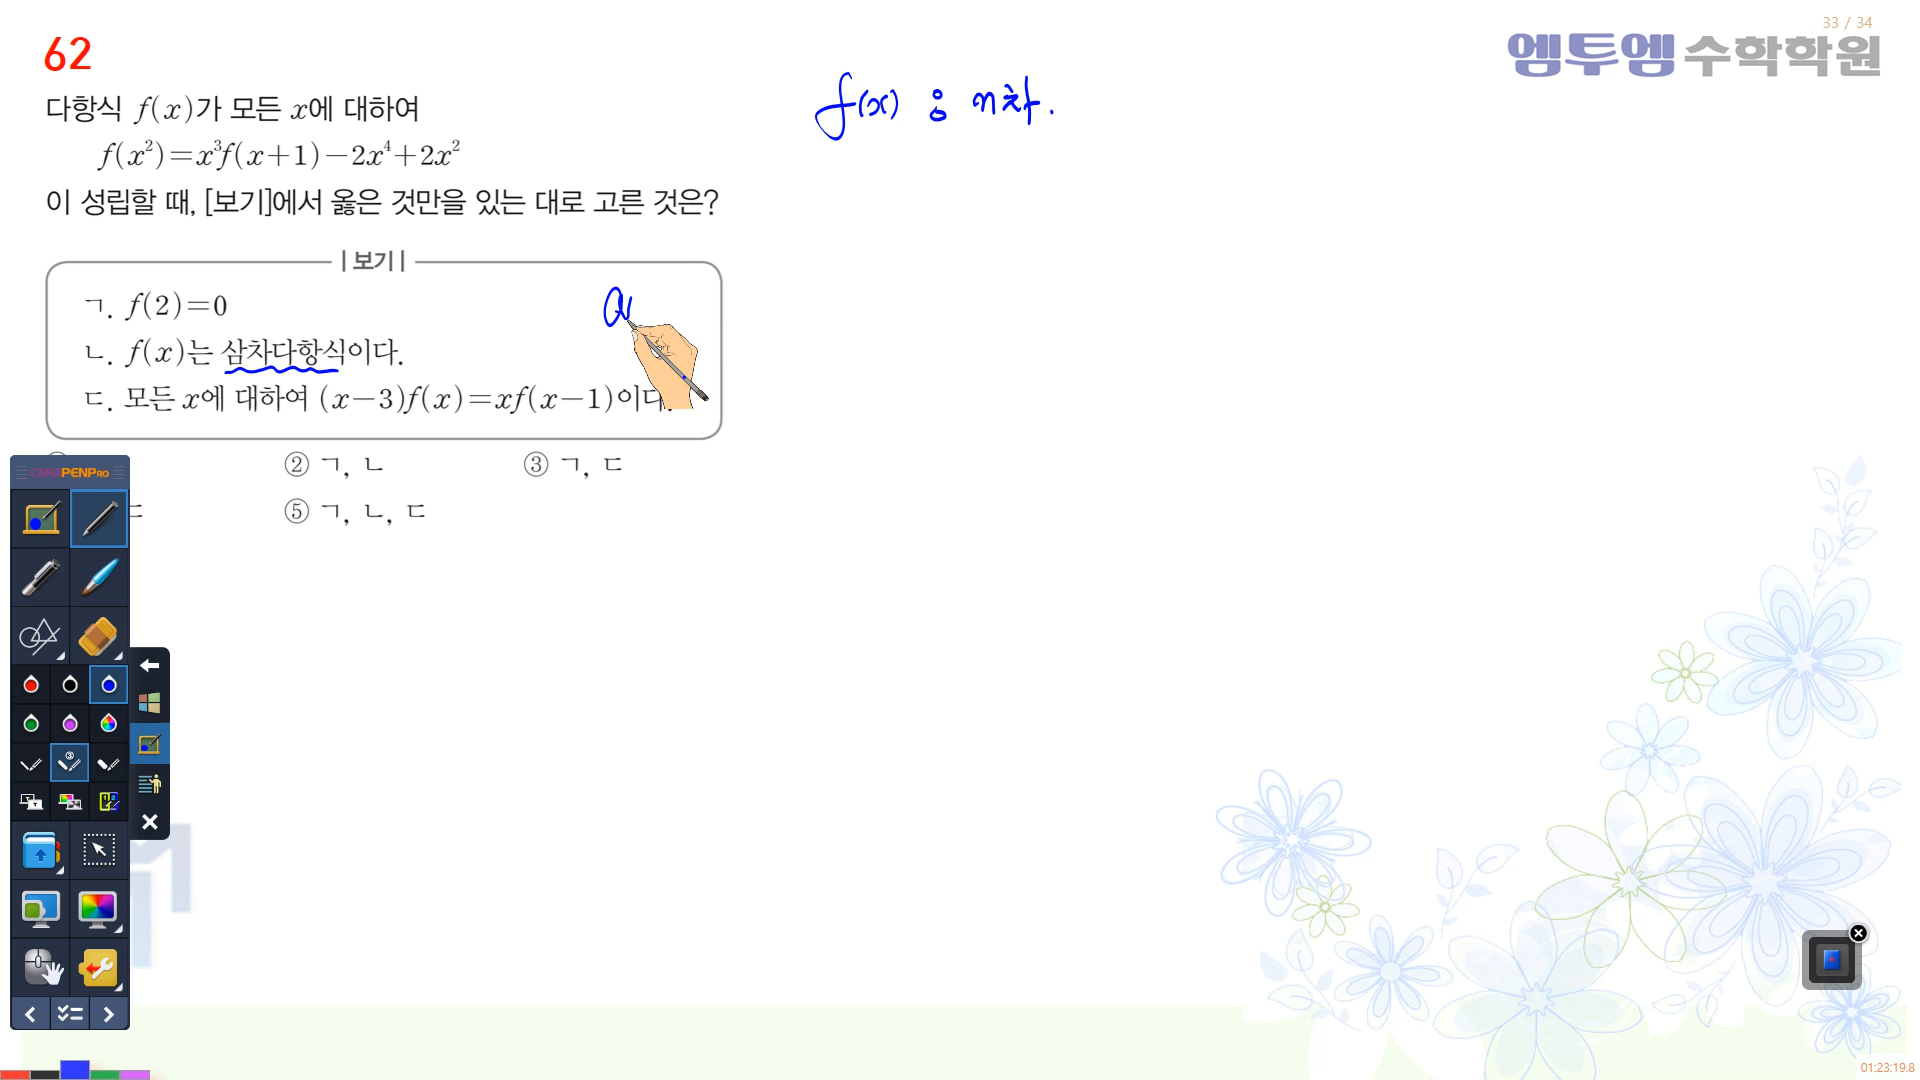 33 / 34
엠투엠 수학학원
62
f(x) 은 n차.
다항식 f(x)가 모든 x에 대하여
f(x²)=x³f(x+1)−2x⁴+2x²
이 성립할 때, [보기]에서 옳은 것만을 있는 대로 고른 것은?
| 보기 |
ㄱ. f(2)=0
ㄴ. f(x)는 삼차다항식이다.
ㄷ. 모든 x에 대하여 (x−3)f(x)=xf(x−1)이다.
② ㄱ, ㄴ
③ ㄱ, ㄷ
ㄷ
⑤ ㄱ, ㄴ, ㄷ
CARAPENPRO
01:23:19.8